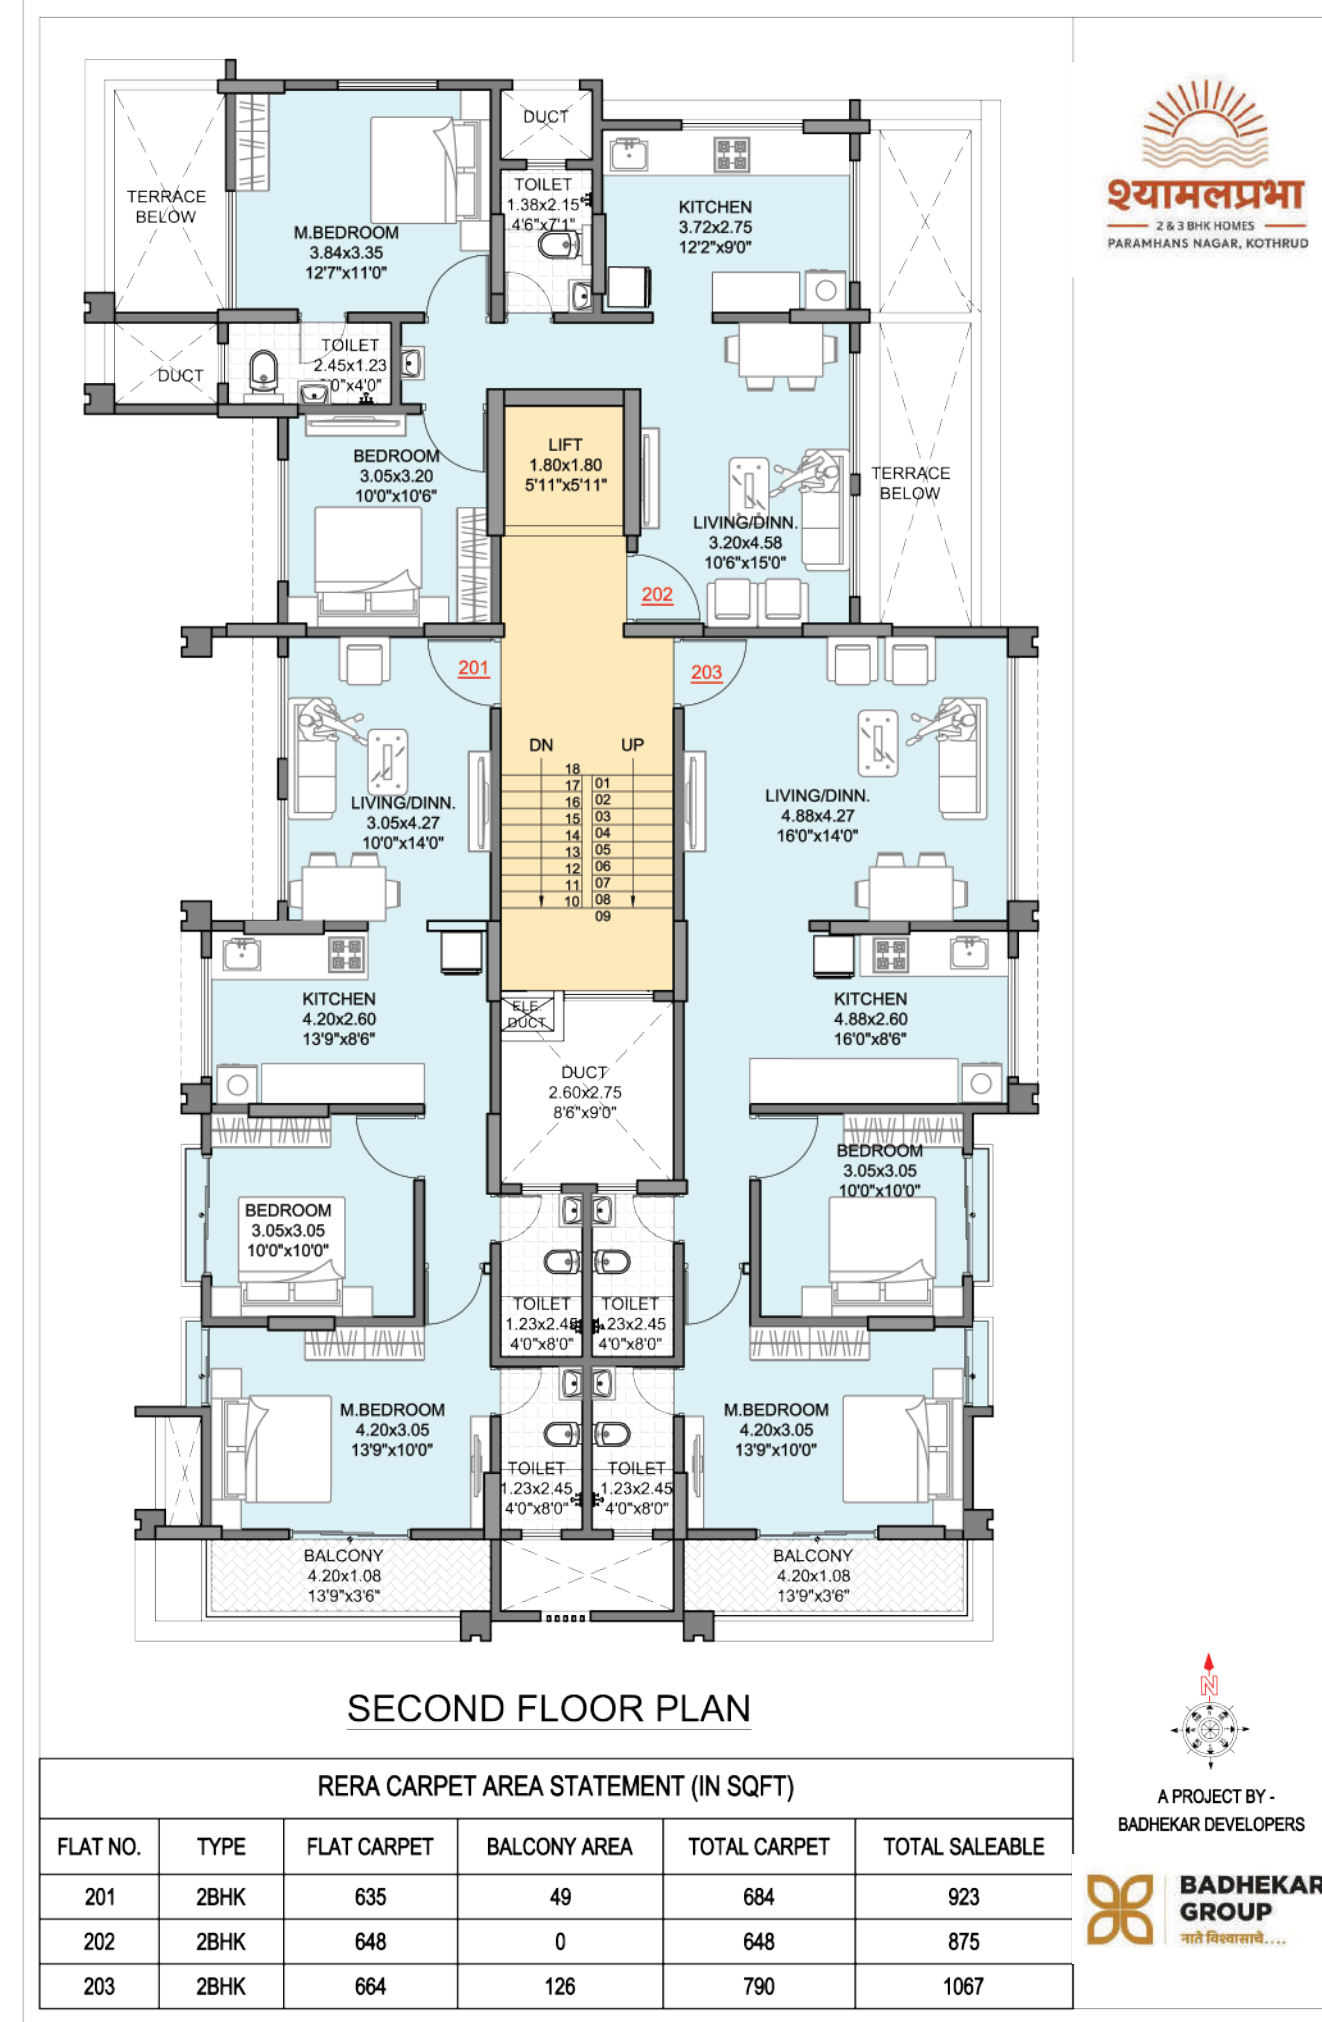 श्यामलप्रभा
2 & 3 BHK HOMES
PARAMHANS NAGAR, KOTHRUD
DUCT
TERRACE
BELOW
M.BEDROOM
3.84x3.35
12'7"x11'0"
TOILET
1.38x2.15
4'6"x7'1"
KITCHEN
3.72x2.75
12'2"x9'0"
DUCT
TOILET
2.45x1.23
'0"x4'0"
BEDROOM
3.05x3.20
10'0"x10'6"
LIFT
1.80x1.80
5'11"x5'11"
TERRACE
BELOW
LIVING/DINN.
3.20x4.58
10'6"x15'0"
202
201
203
DN
UP
18
17
16
15
14
13
12
11
10
01
02
03
04
05
06
07
08
09
LIVING/DINN.
3.05x4.27
10'0"x14'0"
LIVING/DINN.
4.88x4.27
16'0"x14'0"
KITCHEN
4.20x2.60
13'9"x8'6"
ELE.
DUCT
KITCHEN
4.88x2.60
16'0"x8'6"
DUCT
2.60x2.75
8'6"x9'0"
BEDROOM
3.05x3.05
10'0"x10'0"
BEDROOM
3.05x3.05
10'0"x10'0"
TOILET
1.23x2.45
4'0"x8'0"
TOILET
.23x2.45
4'0"x8'0"
M.BEDROOM
4.20x3.05
13'9"x10'0"
M.BEDROOM
4.20x3.05
13'9"x10'0"
TOILET
1.23x2.45
4'0"x8'0"
TOILET
1.23x2.45
4'0"x8'0"
BALCONY
4.20x1.08
13'9"x3'6"
BALCONY
4.20x1.08
13'9"x3'6"
SECOND FLOOR PLAN
N
A PROJECT BY -
BADHEKAR DEVELOPERS
BADHEKAR
GROUP
नाते विश्वासाचे....
RERA CARPET AREA STATEMENT (IN SQFT)
FLAT NO. TYPE FLAT CARPET BALCONY AREA TOTAL CARPET TOTAL SALEABLE
201 2BHK 635 49 684 923
202 2BHK 648 0 648 875
203 2BHK 664 126 790 1067